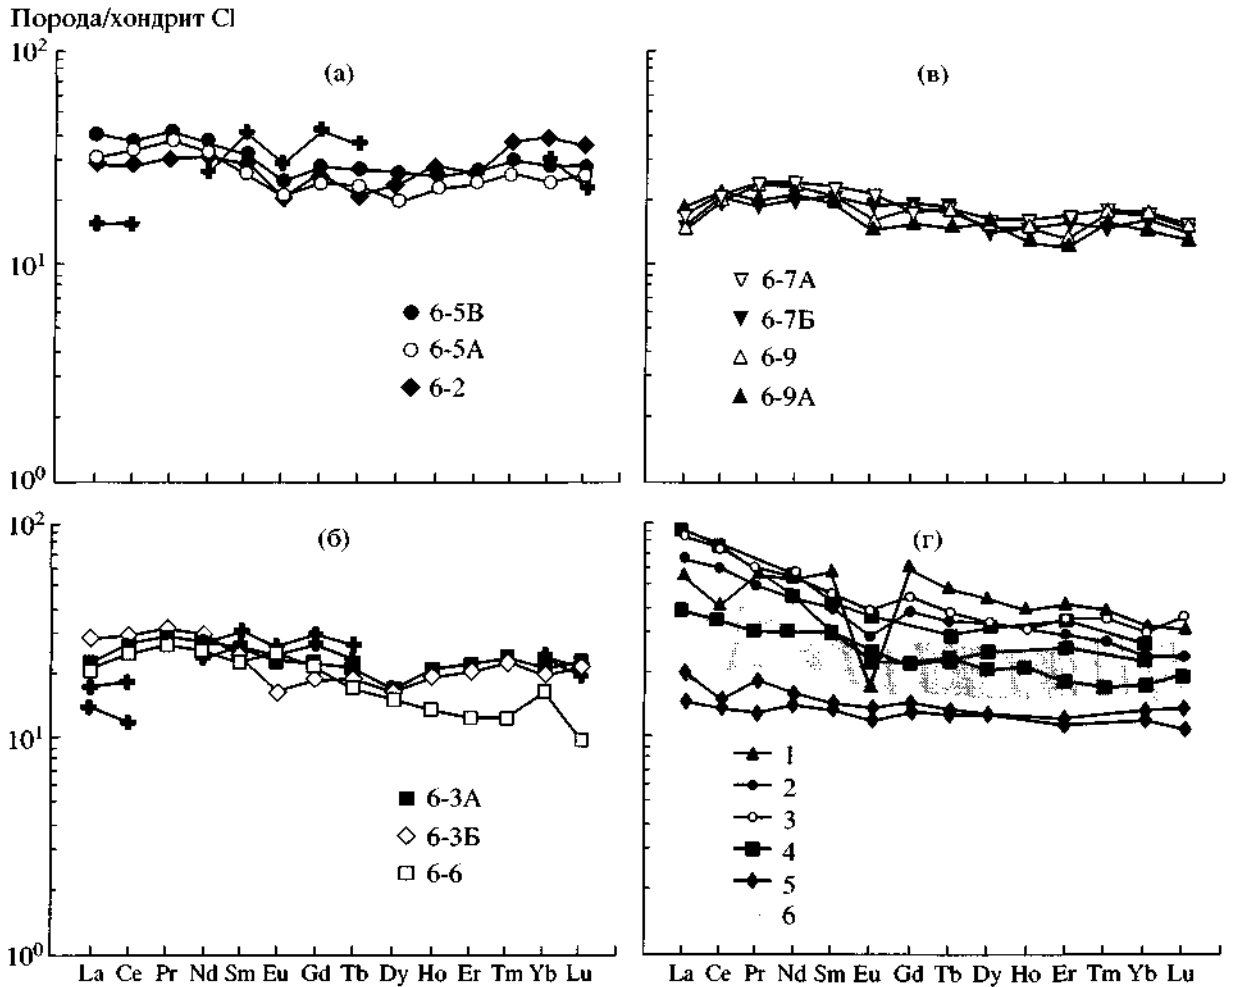 Порода/хондрит Cl
10²
(а)
(в)
6-5В
6-5А
6-2
6-7А
6-7Б
6-9
6-9А
10¹
10⁰
10²
(б)
(г)
10¹
6-3А
6-3Б
6-6
1
2
3
4
5
6
10⁰
La Ce Pr Nd Sm Eu Gd Tb Dy Ho Er Tm Yb Lu
La Ce Pr Nd Sm Eu Gd Tb Dy Ho Er Tm Yb Lu